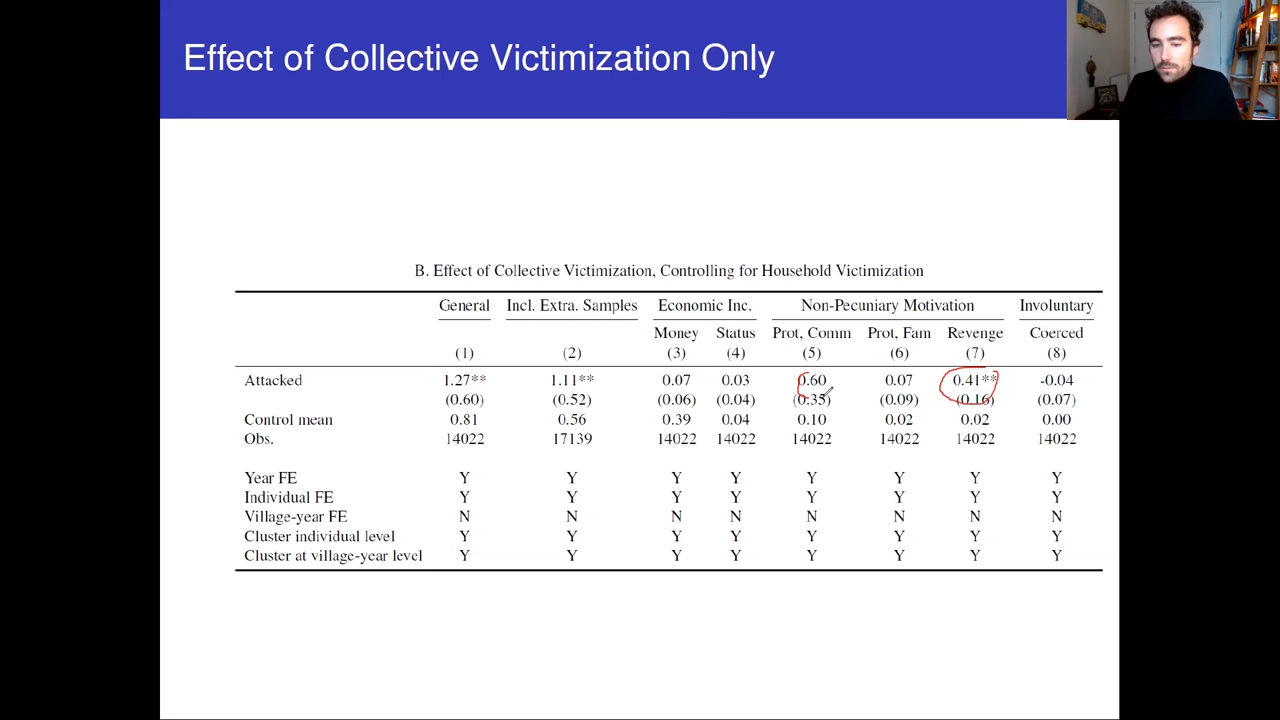 Effect of Collective Victimization Only
B. Effect of Collective Victimization, Controlling for Household Victimization
General Incl. Extra. Samples Economic Inc. Non-Pecuniary Motivation Involuntary
Money Status Prot, Comm Prot, Fam Revenge Coerced
(1) (2) (3) (4) (5) (6) (7) (8)
Attacked 1.27** 1.11** 0.07 0.03 0.60 0.07 0.41** -0.04
(0.60) (0.52) (0.06) (0.04) (0.35) (0.09) (0.16) (0.07)
Control mean 0.81 0.56 0.39 0.04 0.10 0.02 0.02 0.00
Obs. 14022 17139 14022 14022 14022 14022 14022 14022
Year FE Y Y Y Y Y Y Y Y
Individual FE Y Y Y Y Y Y Y Y
Village-year FE N N N N N N N N
Cluster individual level Y Y Y Y Y Y Y Y
Cluster at village-year level Y Y Y Y Y Y Y Y